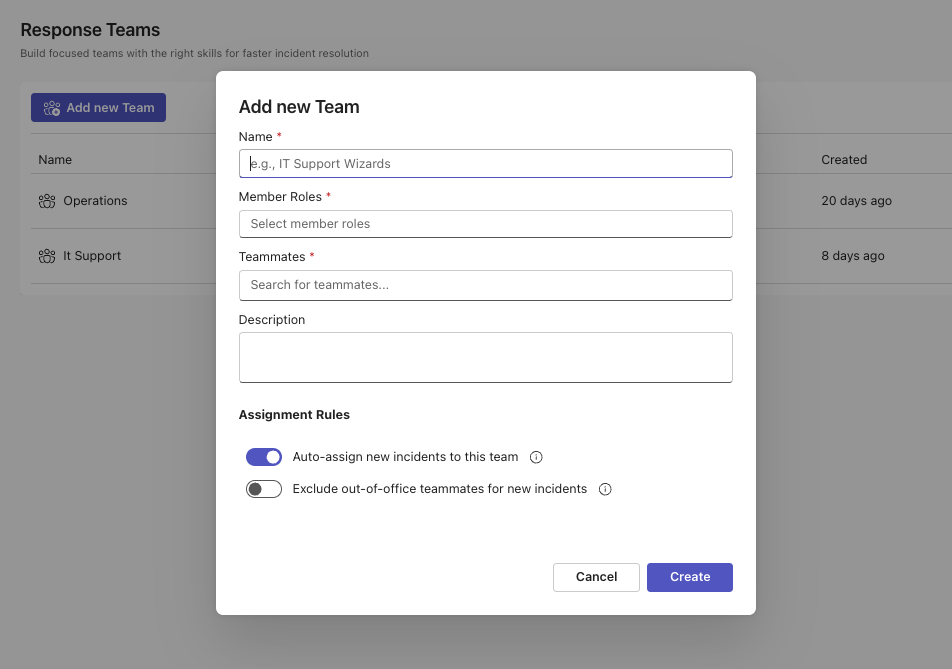 Response Teams
Build focused teams with the right skills for faster incident resolution
Add new Team
Name
Created
Operations
20 days ago
It Support
8 days ago
Add new Team
Name *
e.g., IT Support Wizards
Member Roles *
Select member roles
Teammates *
Search for teammates...
Description
Assignment Rules
Auto-assign new incidents to this team
Exclude out-of-office teammates for new incidents
Cancel
Create